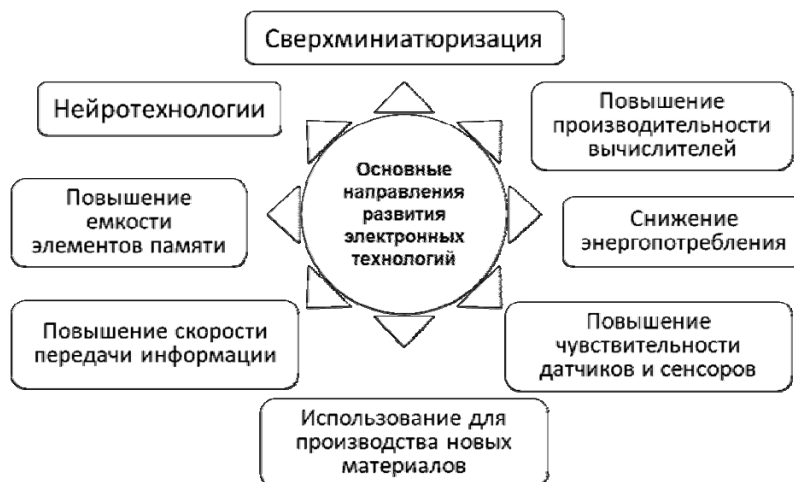 Сверхминиатюризация
Нейротехнологии
Повышение
производительности
вычислителей
Основные
направления
развития
электронных
технологий
Повышение
емкости
элементов памяти
Снижение
энергопотребления
Повышение скорости
передачи информации
Повышение
чувствительности
датчиков и сенсоров
Использование для
производства новых
материалов